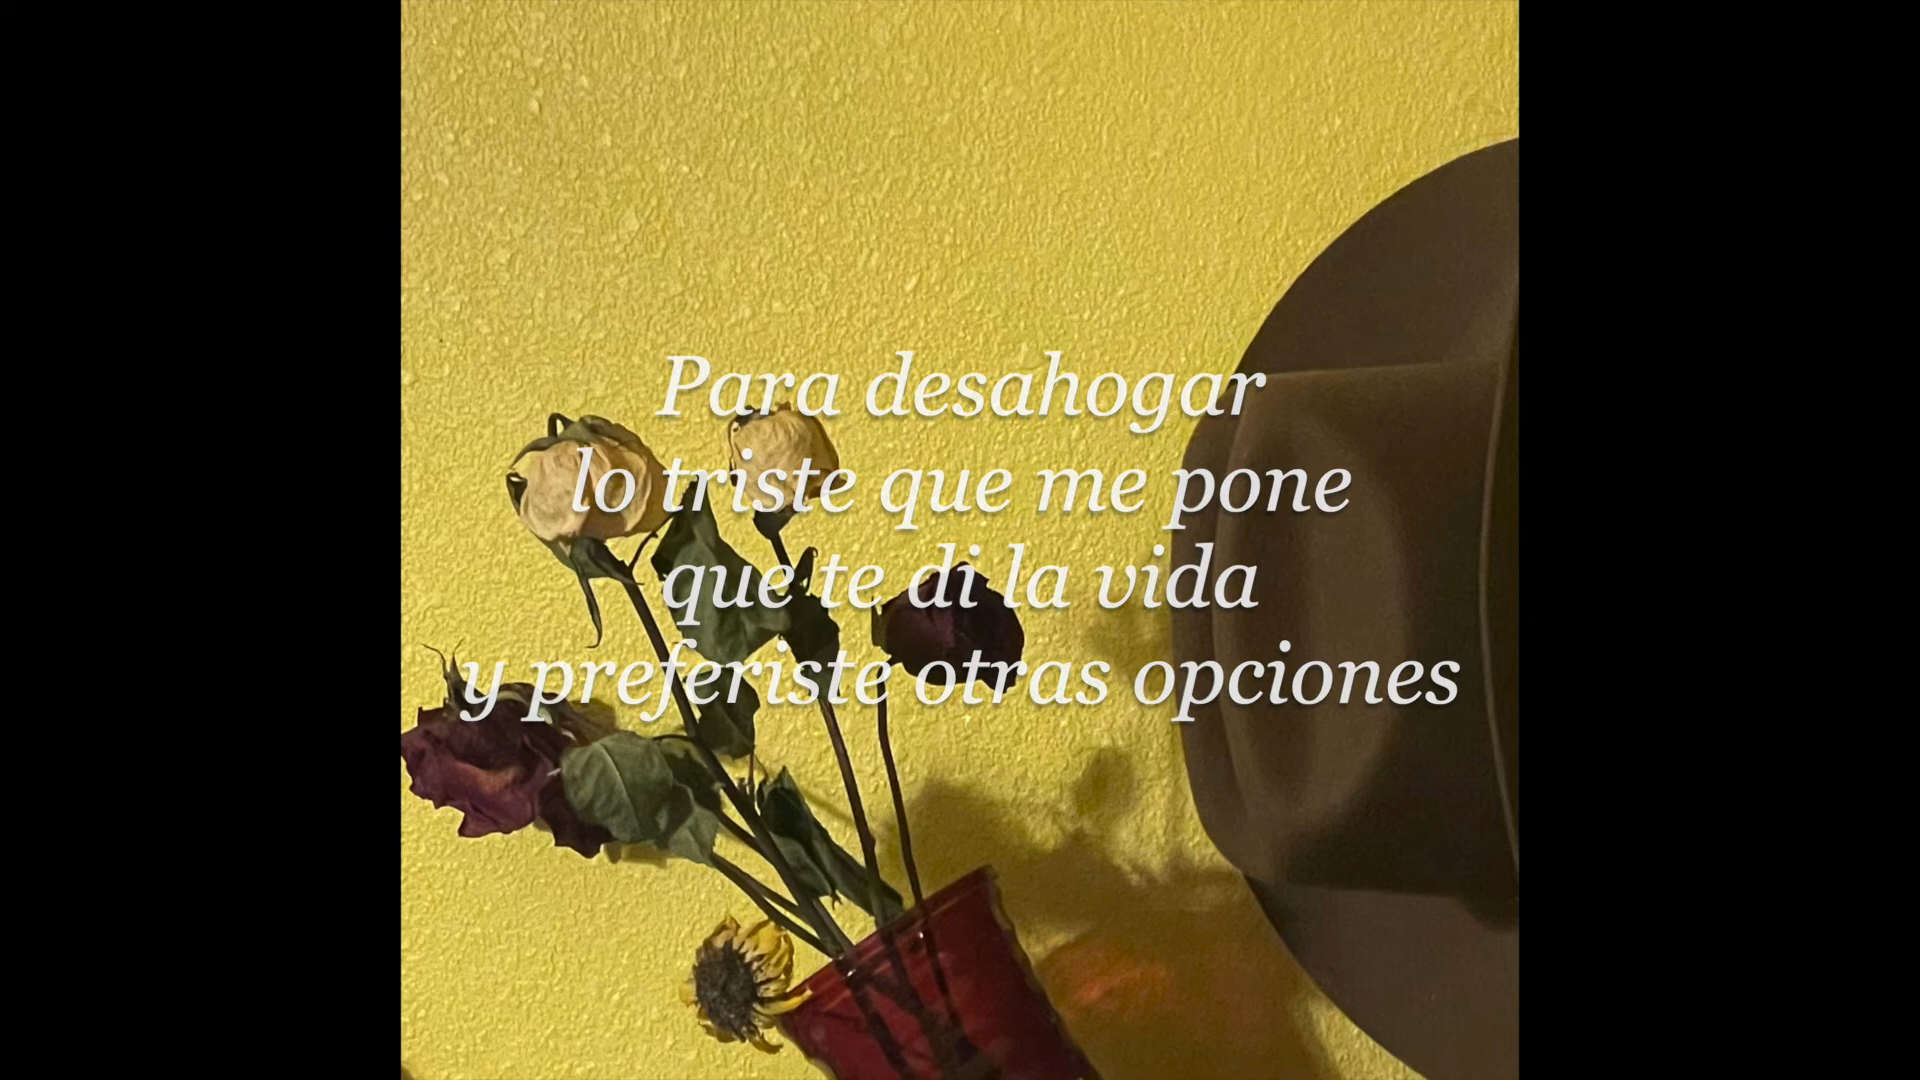 Para desahogar
lo triste que me pone
que te di la vida
y preferiste otras opciones